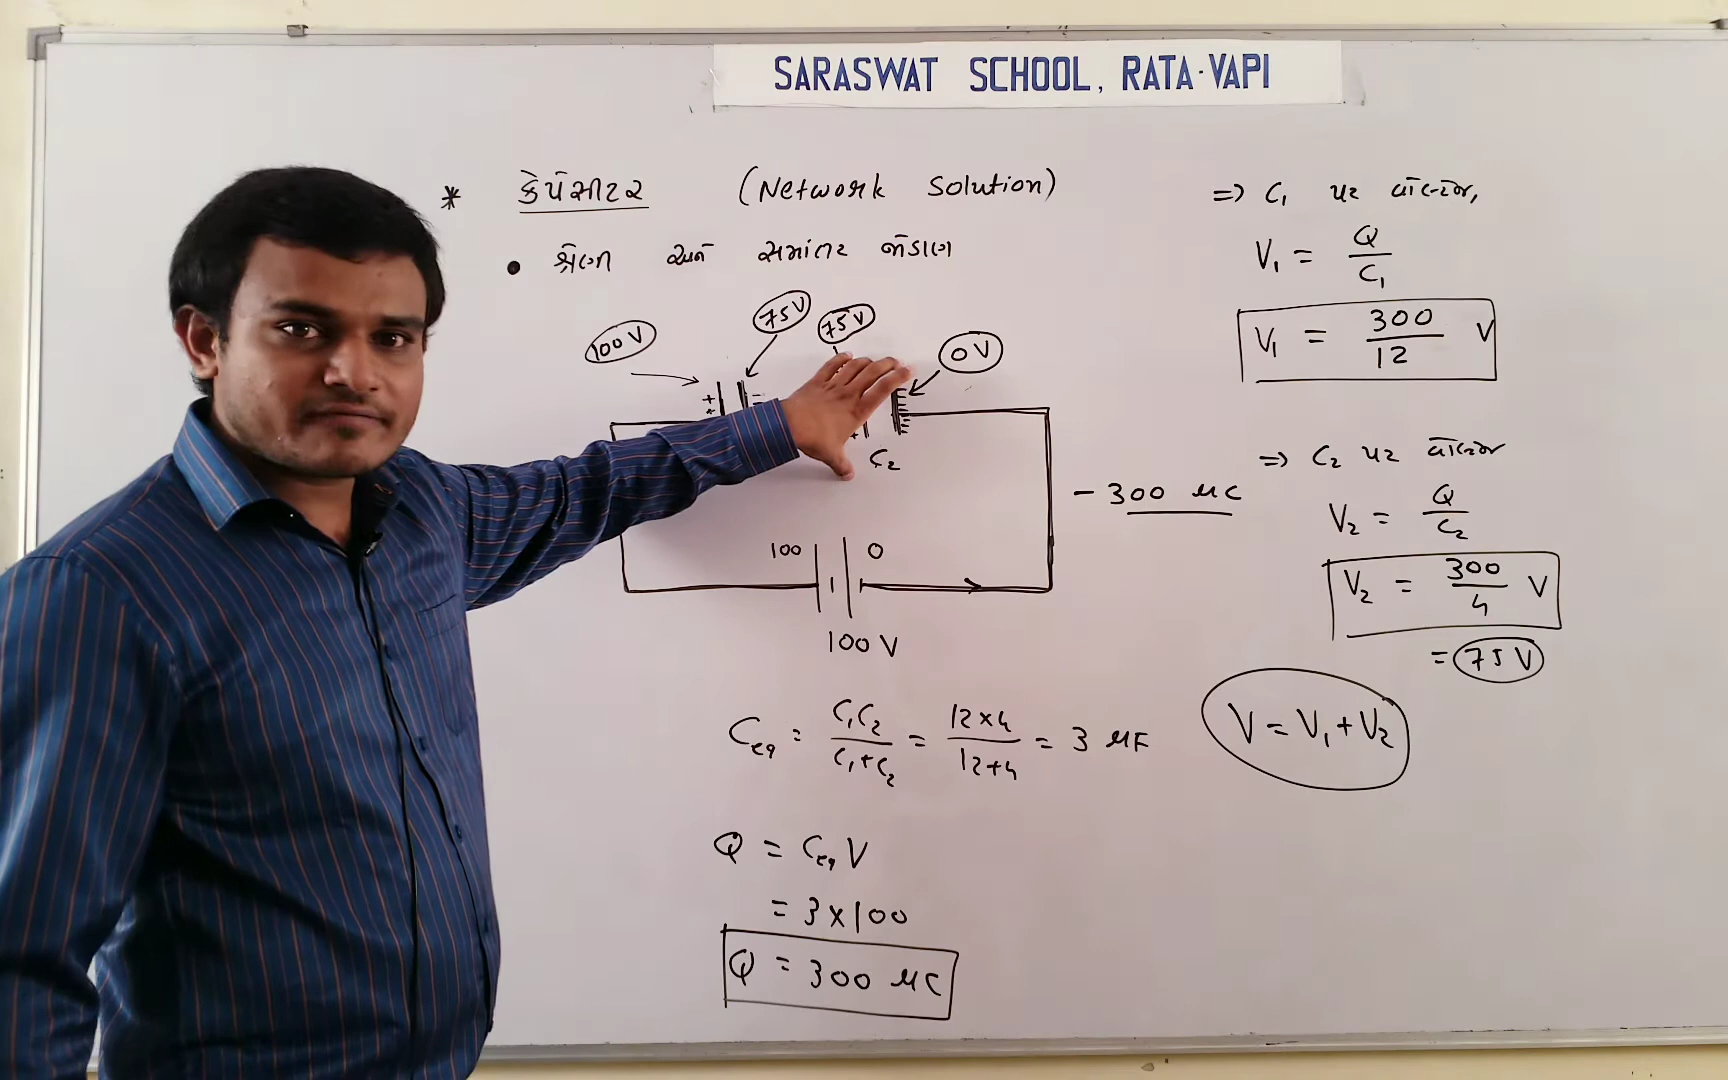 SARASWAT SCHOOL, RATA·VAPI
* કેપેસીટર (Network Solution)
• શ્રેણી અને સમાંતર જોડાણ
100 V
75 V
75 V
0 V
+
+
C₂
100
0
100 V
- 300 μC
Ceq = C₁C₂ / C₁+C₂ = 12×4 / 12+4 = 3 μF
Q = Ceq V
= 3×100
Q = 300 μC
⇒ C₁ પર વોલ્ટેજ,
V₁ = Q / C₁
V₁ = 300 / 12 V
⇒ C₂ પર વોલ્ટેજ
V₂ = Q / C₂
V₂ = 300 / 4 V
= 75 V
V = V₁ + V₂